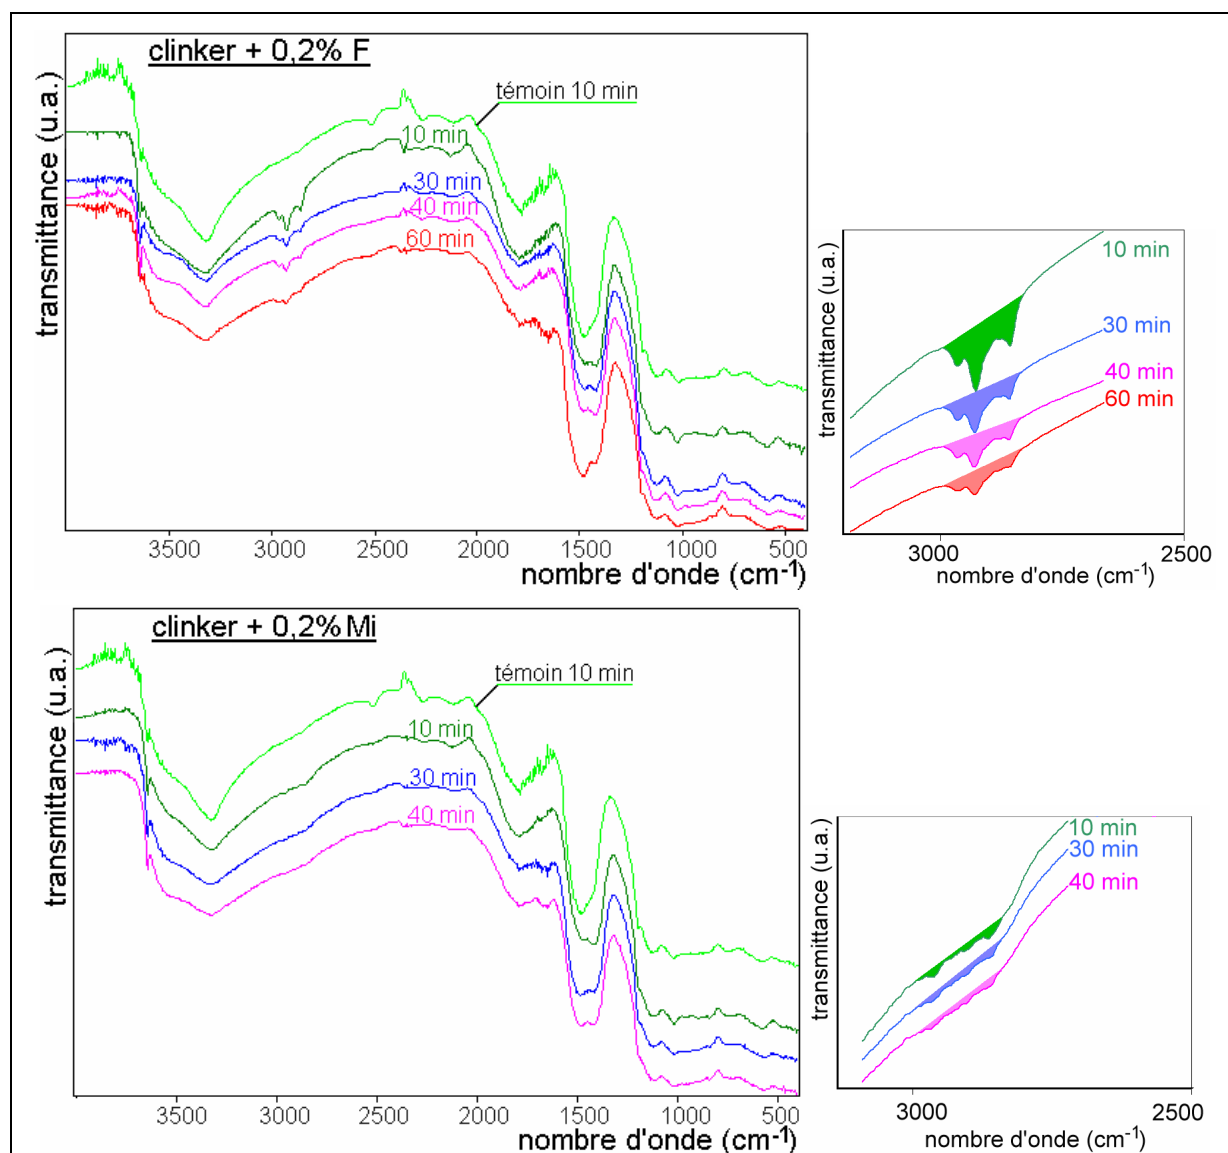 clinker + 0,2% F
témoin 10 min
10 min
30 min
40 min
60 min
transmittance (u.a.)
3500 3000 2500 2000 1500 1000 500
nombre d'onde (cm-1)
10 min
30 min
40 min
60 min
transmittance (u.a.)
3000 2500
nombre d'onde (cm-1)
clinker + 0,2% Mi
témoin 10 min
10 min
30 min
40 min
transmittance (u.a.)
3500 3000 2500 2000 1500 1000 500
nombre d'onde (cm-1)
10 min
30 min
40 min
transmittance (u.a.)
3000 2500
nombre d'onde (cm-1)